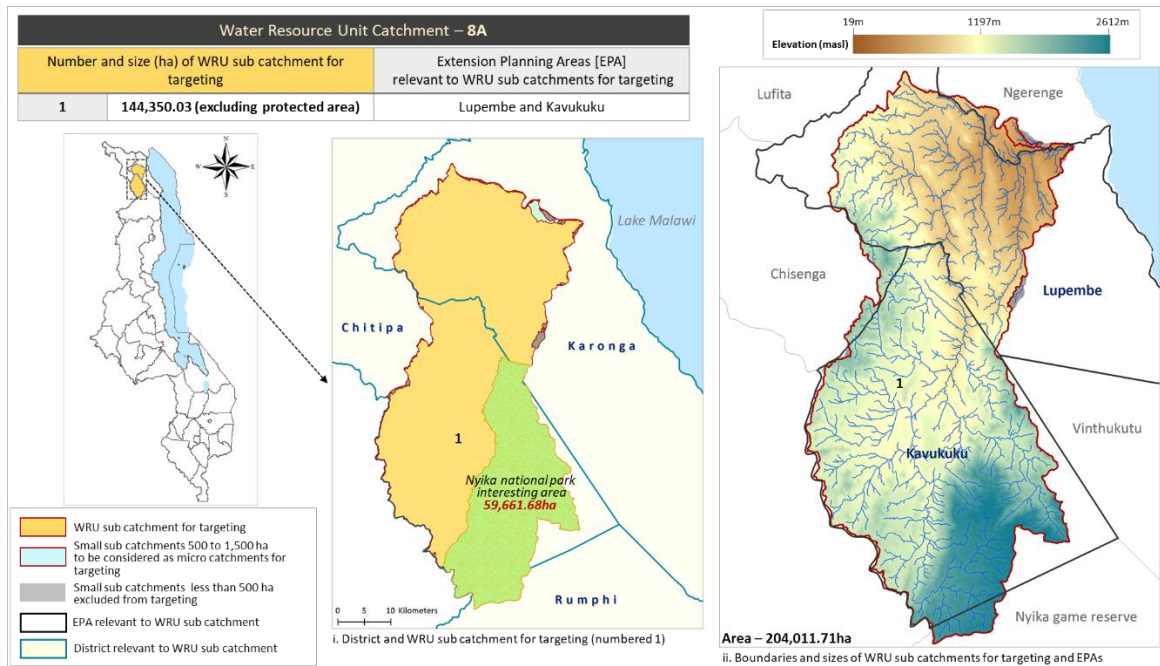 Water Resource Unit Catchment – 8A
Number and size (ha) of WRU sub catchment for
targeting
Extension Planning Areas [EPA]
relevant to WRU sub catchments for targeting
1
144,350.03 (excluding protected area)
Lupembe and Kavukuku
N
W
E
S
Chitipa
Karonga
Rumphi
Lake Malawi
1
Nyika national park
interesting area
59,661.68ha
0 5 10 Kilometers
i. District and WRU sub catchment for targeting (numbered 1)
WRU sub catchment for targeting
Small sub catchments 500 to 1,500 ha
to be considered as micro catchments for
targeting
Small sub catchments less than 500 ha
excluded from targeting
EPA relevant to WRU sub catchment
District relevant to WRU sub catchment
19m
1197m
2612m
Elevation (masl)
Lufita
Ngerenge
Chisenga
Lupembe
1
Vinthukutu
Kavukuku
Nyika game reserve
Area – 204,011.71ha
ii. Boundaries and sizes of WRU sub catchments for targeting and EPAs